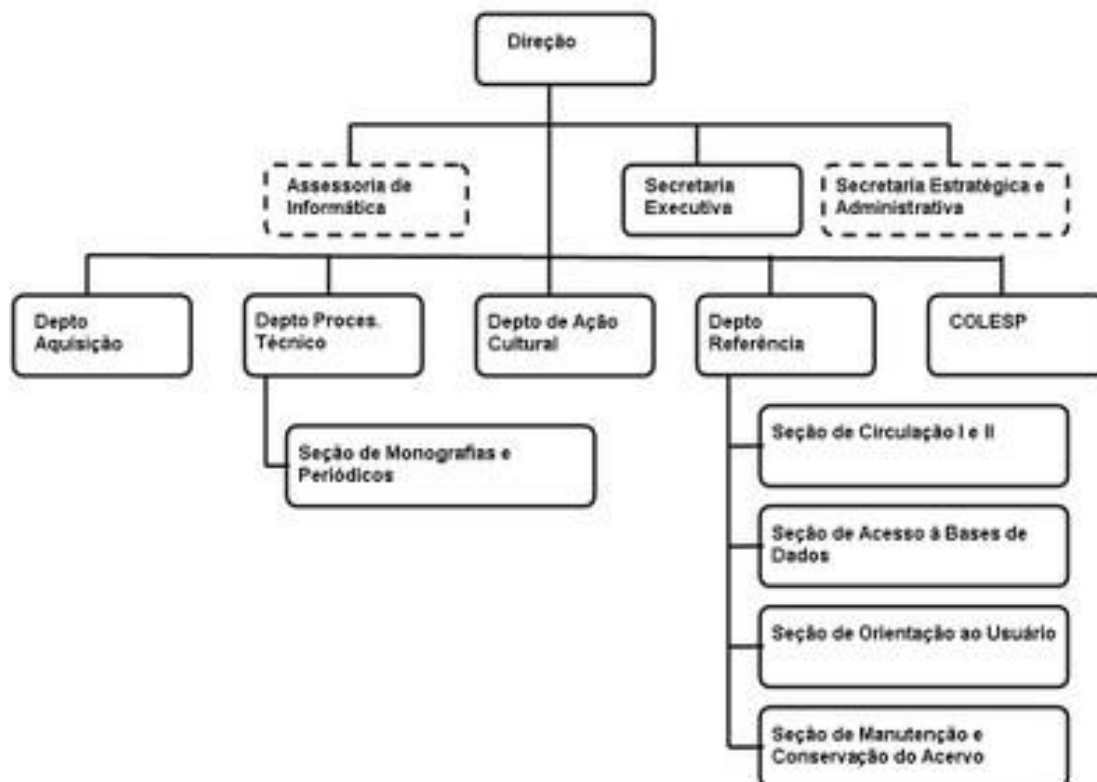 Direção
Assessoria de
Informática
Secretaria
Executiva
Secretaria Estratégica e
Administrativa
Depto
Aquisição
Depto Proces.
Técnico
Depto de Ação
Cultural
Depto
Referência
COLESP
Seção de Monografias e
Periódicos
Seção de Circulação I e II
Seção de Acesso à Bases de
Dados
Seção de Orientação ao Usuário
Seção de Manutenção e
Conservação do Acervo